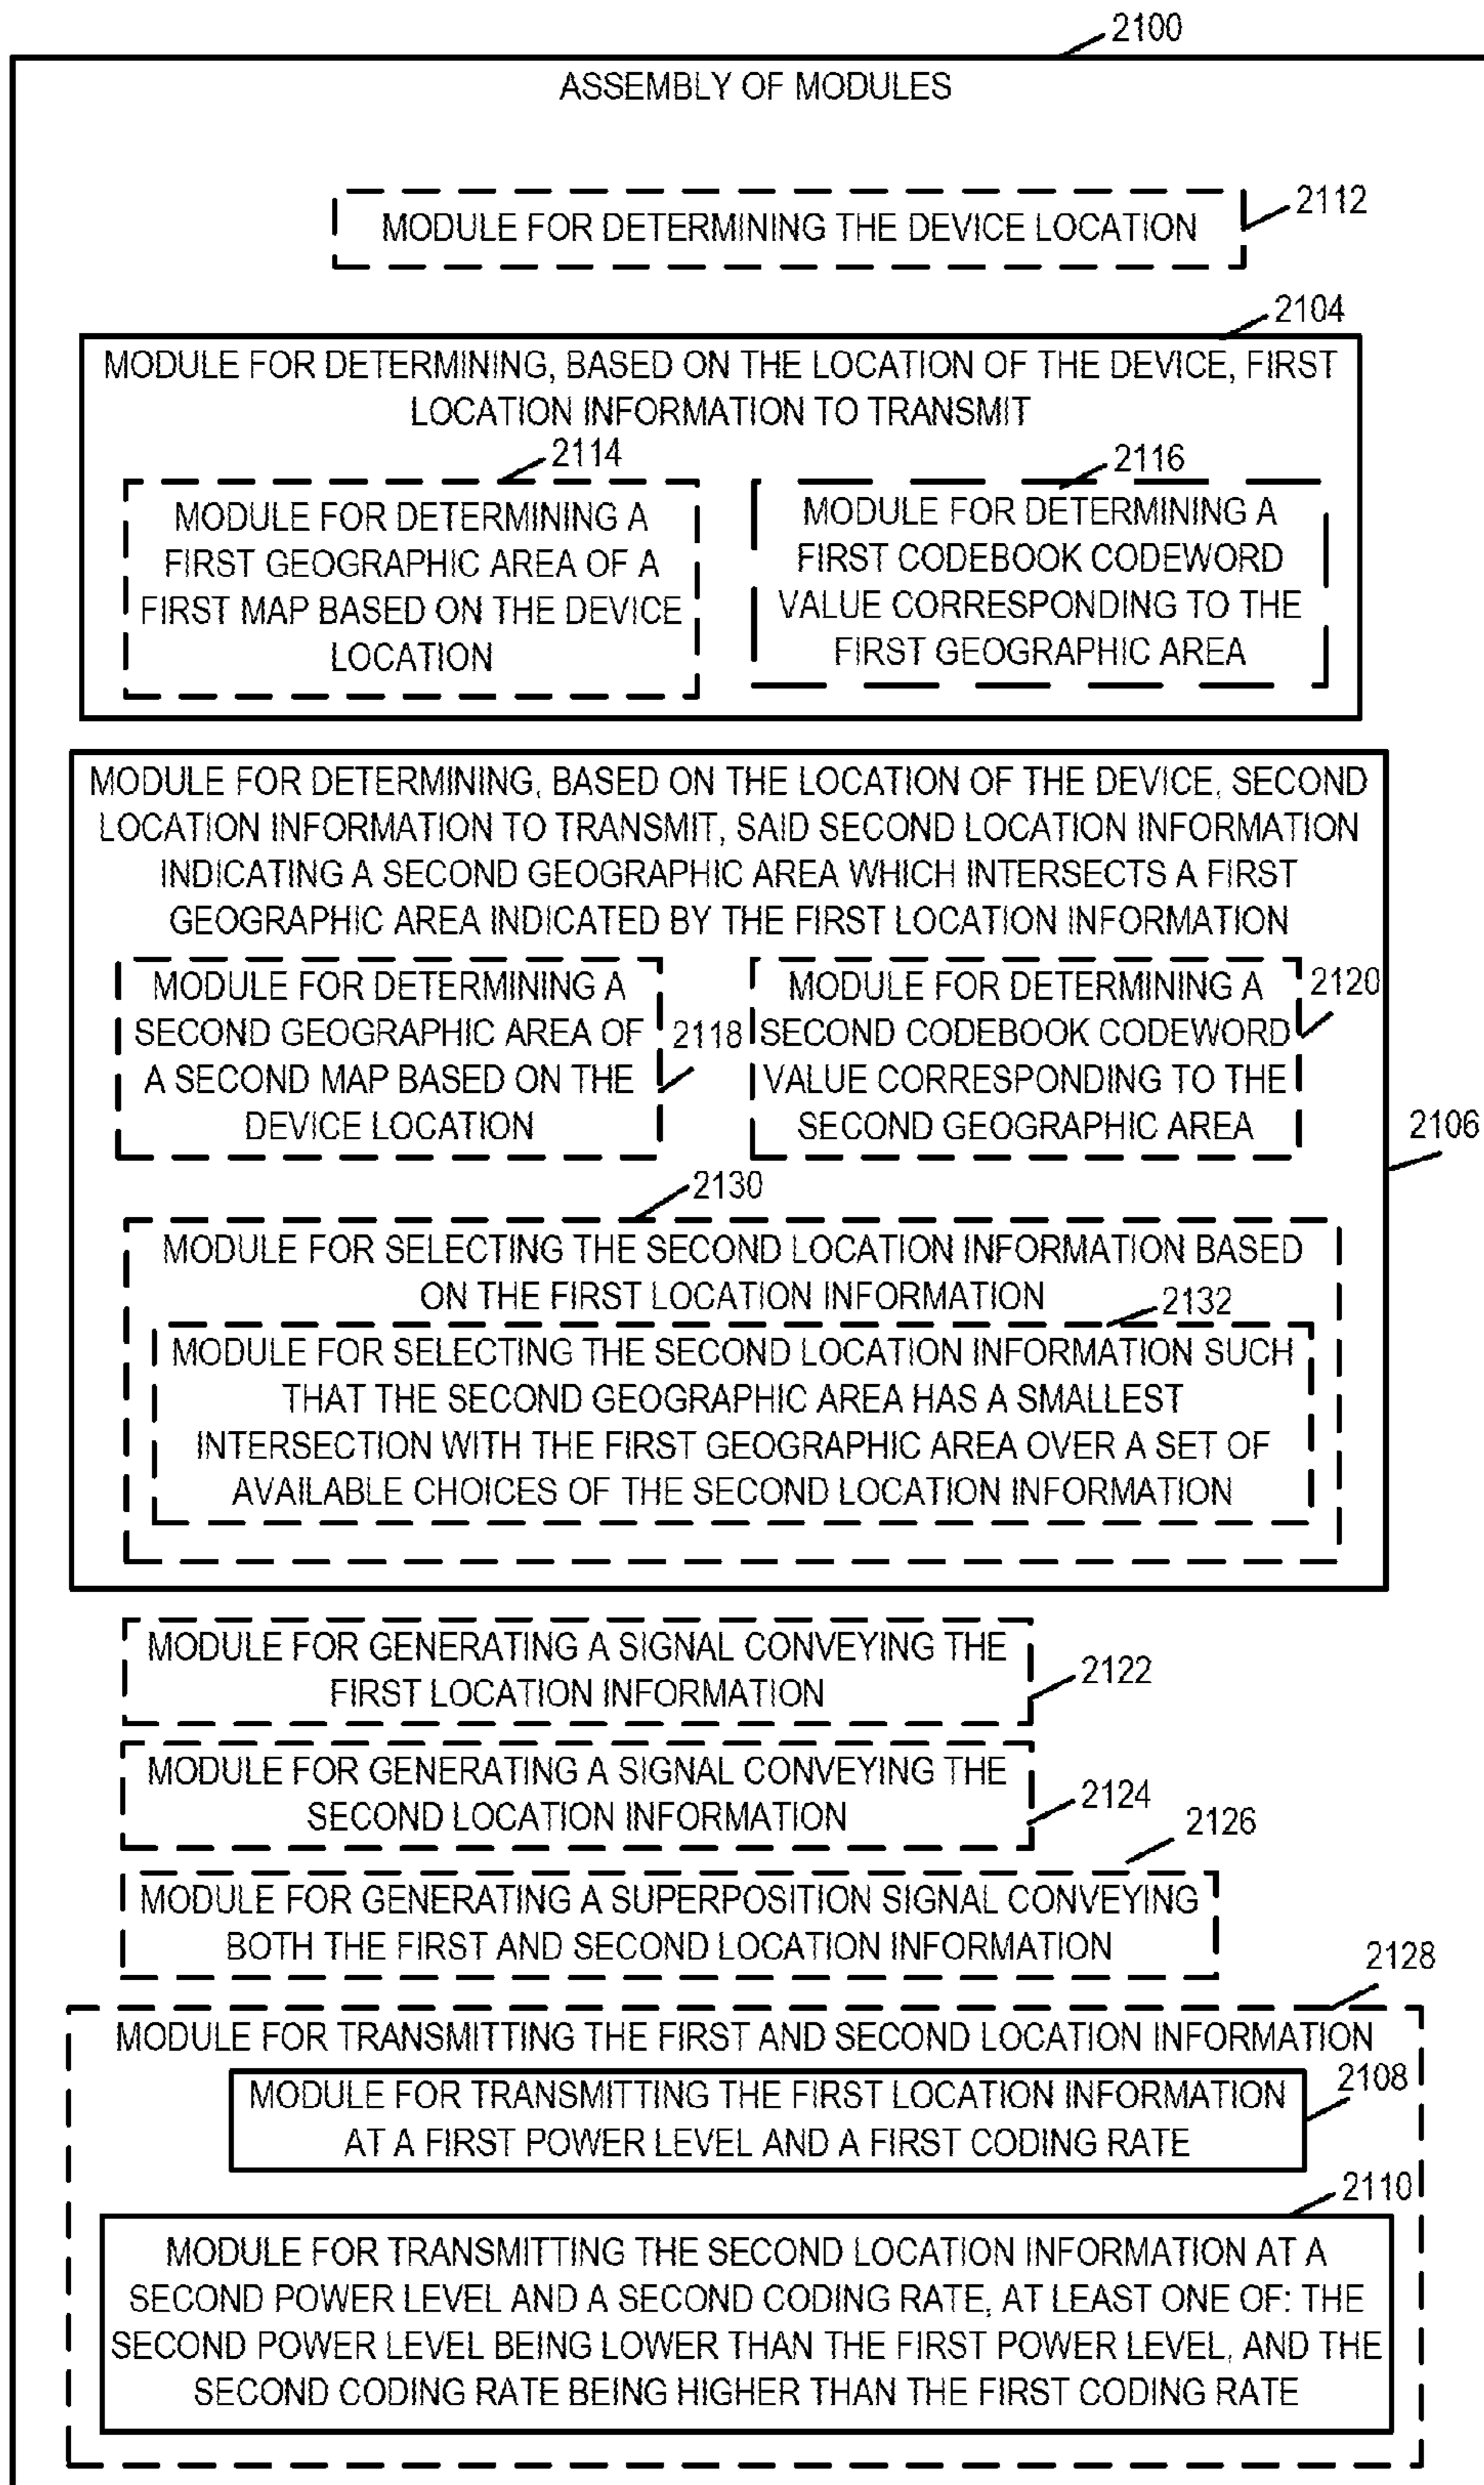 2100
ASSEMBLY OF MODULES
MODULE FOR DETERMINING THE DEVICE LOCATION
2112
2104
MODULE FOR DETERMINING, BASED ON THE LOCATION OF THE DEVICE, FIRST
LOCATION INFORMATION TO TRANSMIT
2114
MODULE FOR DETERMINING A
FIRST GEOGRAPHIC AREA OF A
FIRST MAP BASED ON THE DEVICE
LOCATION
2116
MODULE FOR DETERMINING A
FIRST CODEBOOK CODEWORD
VALUE CORRESPONDING TO THE
FIRST GEOGRAPHIC AREA
MODULE FOR DETERMINING, BASED ON THE LOCATION OF THE DEVICE, SECOND
LOCATION INFORMATION TO TRANSMIT, SAID SECOND LOCATION INFORMATION
INDICATING A SECOND GEOGRAPHIC AREA WHICH INTERSECTS A FIRST
GEOGRAPHIC AREA INDICATED BY THE FIRST LOCATION INFORMATION
MODULE FOR DETERMINING A
SECOND GEOGRAPHIC AREA OF
A SECOND MAP BASED ON THE
DEVICE LOCATION
2118
MODULE FOR DETERMINING A
SECOND CODEBOOK CODEWORD
VALUE CORRESPONDING TO THE
SECOND GEOGRAPHIC AREA
2120
2106
2130
MODULE FOR SELECTING THE SECOND LOCATION INFORMATION BASED
ON THE FIRST LOCATION INFORMATION
2132
MODULE FOR SELECTING THE SECOND LOCATION INFORMATION SUCH
THAT THE SECOND GEOGRAPHIC AREA HAS A SMALLEST
INTERSECTION WITH THE FIRST GEOGRAPHIC AREA OVER A SET OF
AVAILABLE CHOICES OF THE SECOND LOCATION INFORMATION
MODULE FOR GENERATING A SIGNAL CONVEYING THE
FIRST LOCATION INFORMATION
2122
MODULE FOR GENERATING A SIGNAL CONVEYING THE
SECOND LOCATION INFORMATION
2124
2126
MODULE FOR GENERATING A SUPERPOSITION SIGNAL CONVEYING
BOTH THE FIRST AND SECOND LOCATION INFORMATION
2128
MODULE FOR TRANSMITTING THE FIRST AND SECOND LOCATION INFORMATION
MODULE FOR TRANSMITTING THE FIRST LOCATION INFORMATION
AT A FIRST POWER LEVEL AND A FIRST CODING RATE
2108
2110
MODULE FOR TRANSMITTING THE SECOND LOCATION INFORMATION AT A
SECOND POWER LEVEL AND A SECOND CODING RATE, AT LEAST ONE OF: THE
SECOND POWER LEVEL BEING LOWER THAN THE FIRST POWER LEVEL, AND THE
SECOND CODING RATE BEING HIGHER THAN THE FIRST CODING RATE